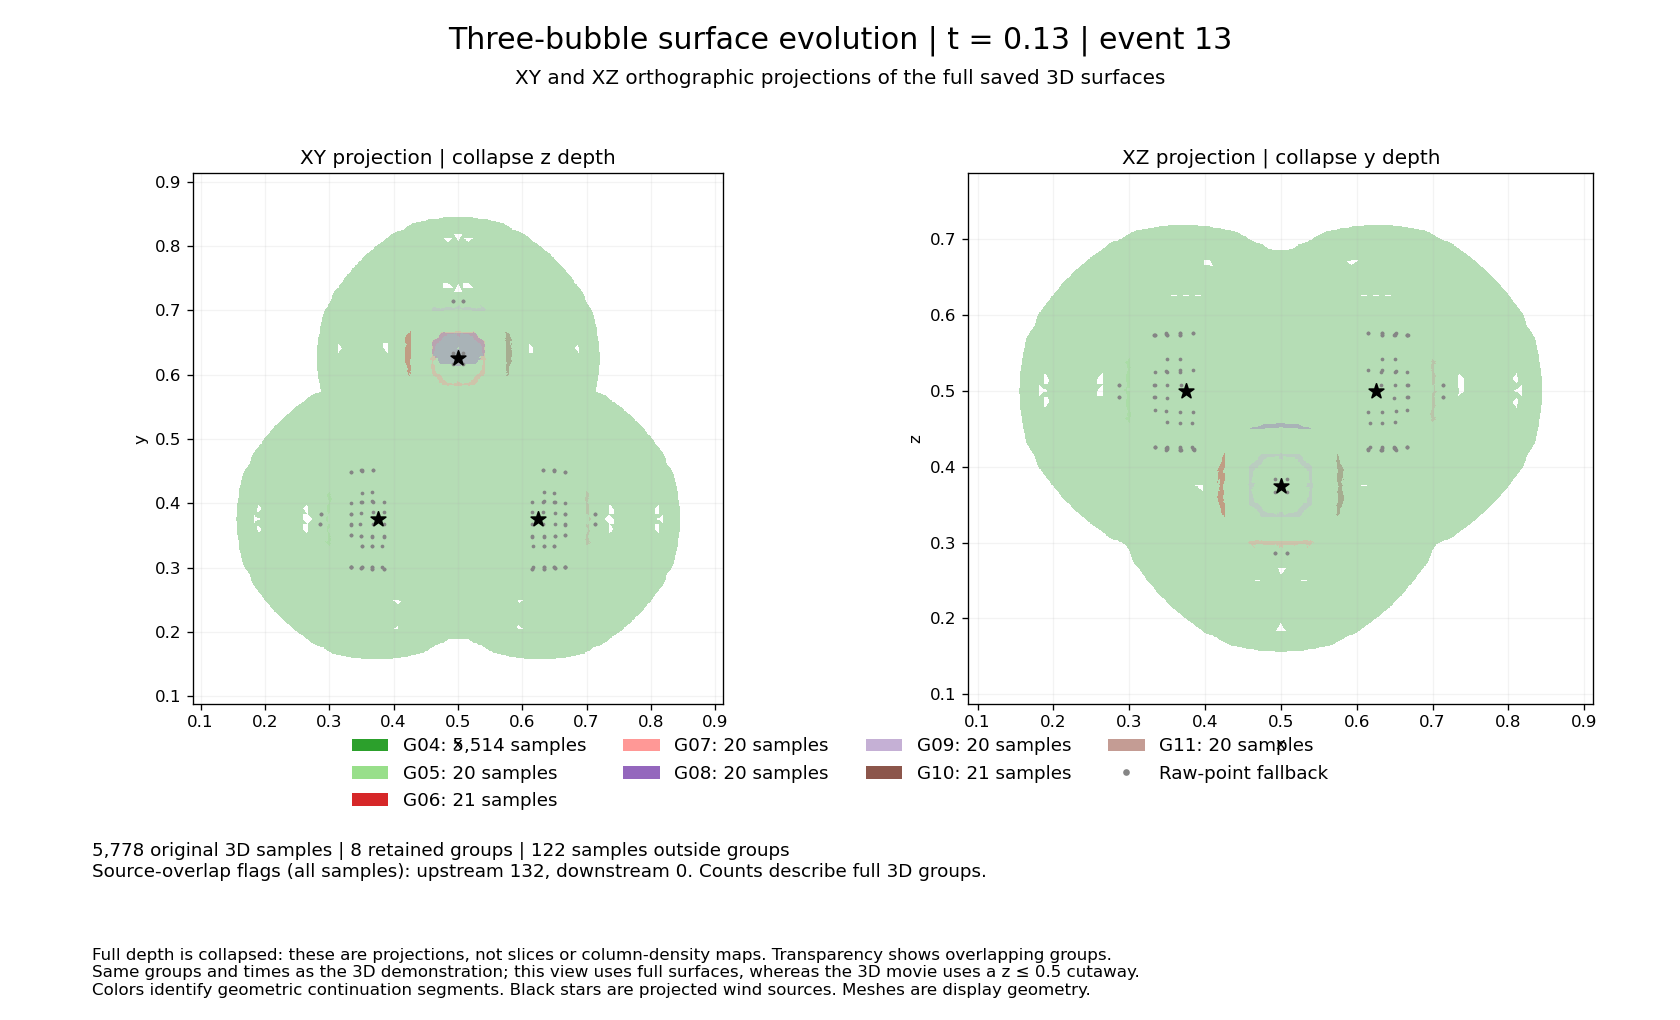 Three-bubble surface evolution | t = 0.13 | event 13
XY and XZ orthographic projections of the full saved 3D surfaces
XY projection | collapse z depth
XZ projection | collapse y depth
0.9
0.8
0.7
0.6
0.5
0.4
0.3
0.2
0.1
y
0.1 0.2 0.3 0.4 0.5 0.6 0.7 0.8 0.9
x
0.7
0.6
0.5
0.4
0.3
0.2
0.1
z
0.1 0.2 0.3 0.4 0.5 0.6 0.7 0.8 0.9
x
G04: 5,514 samples
G05: 20 samples
G06: 21 samples
G07: 20 samples
G08: 20 samples
G09: 20 samples
G10: 21 samples
G11: 20 samples
Raw-point fallback
5,778 original 3D samples | 8 retained groups | 122 samples outside groups
Source-overlap flags (all samples): upstream 132, downstream 0. Counts describe full 3D groups.
Full depth is collapsed: these are projections, not slices or column-density maps. Transparency shows overlapping groups.
Same groups and times as the 3D demonstration; this view uses full surfaces, whereas the 3D movie uses a z ≤ 0.5 cutaway.
Colors identify geometric continuation segments. Black stars are projected wind sources. Meshes are display geometry.